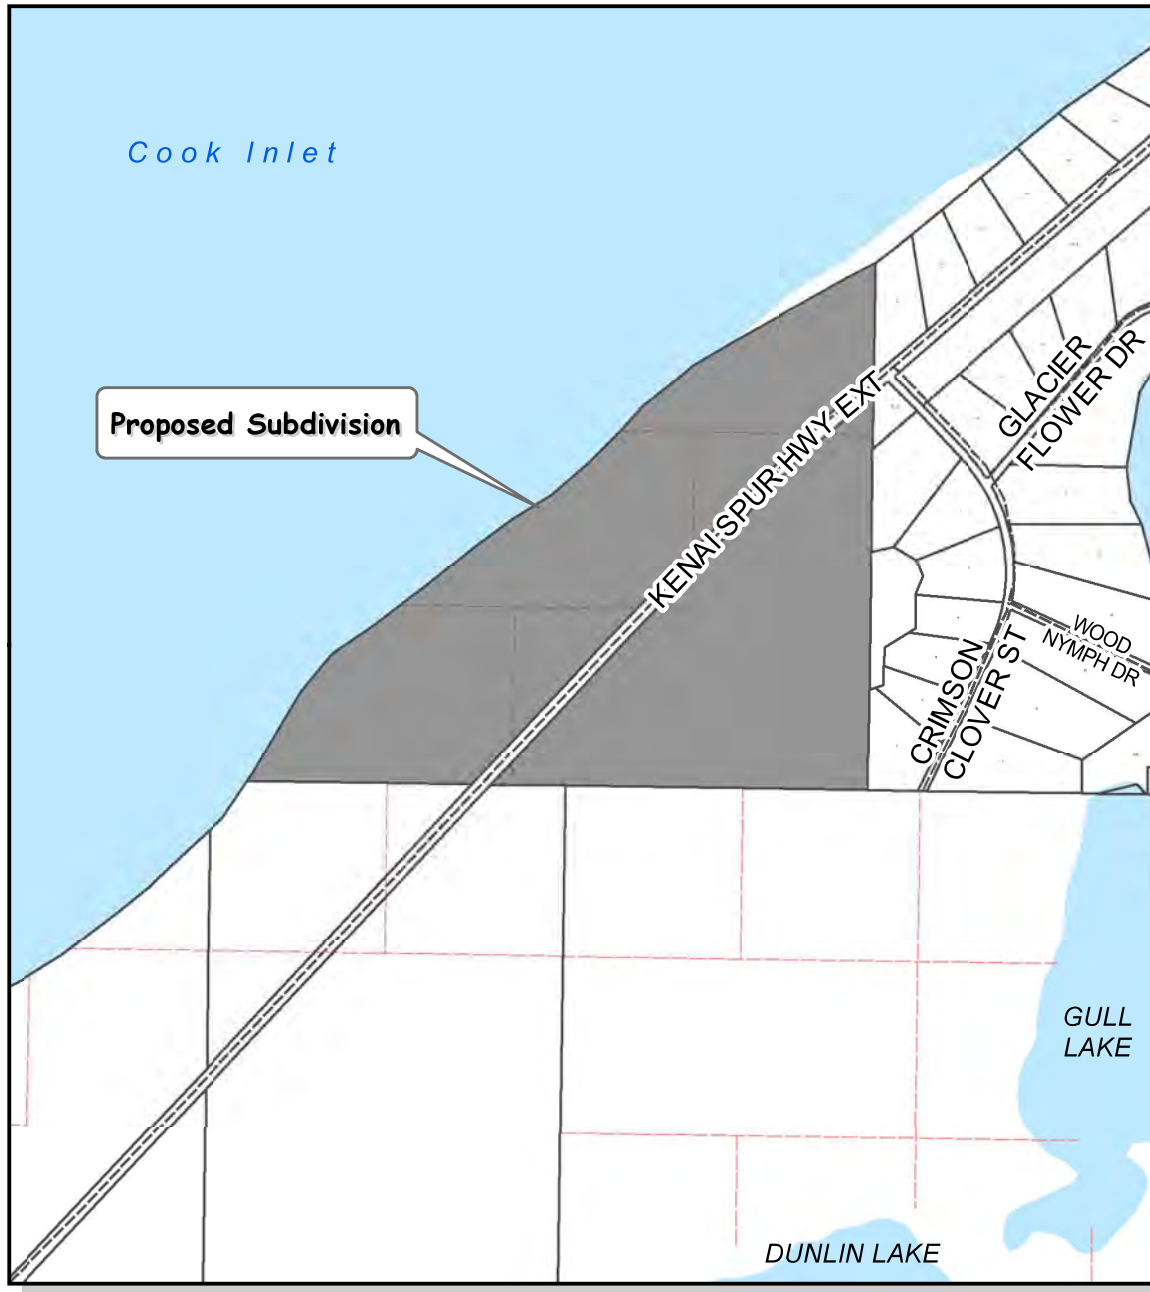 Cook Inlet
Proposed Subdivision
KENAI SPUR HWY EXT
GLACIER
FLOWER DR
WOOD
NYMPH DR
CRIMSON
CLOVER ST
GULL
LAKE
DUNLIN LAKE